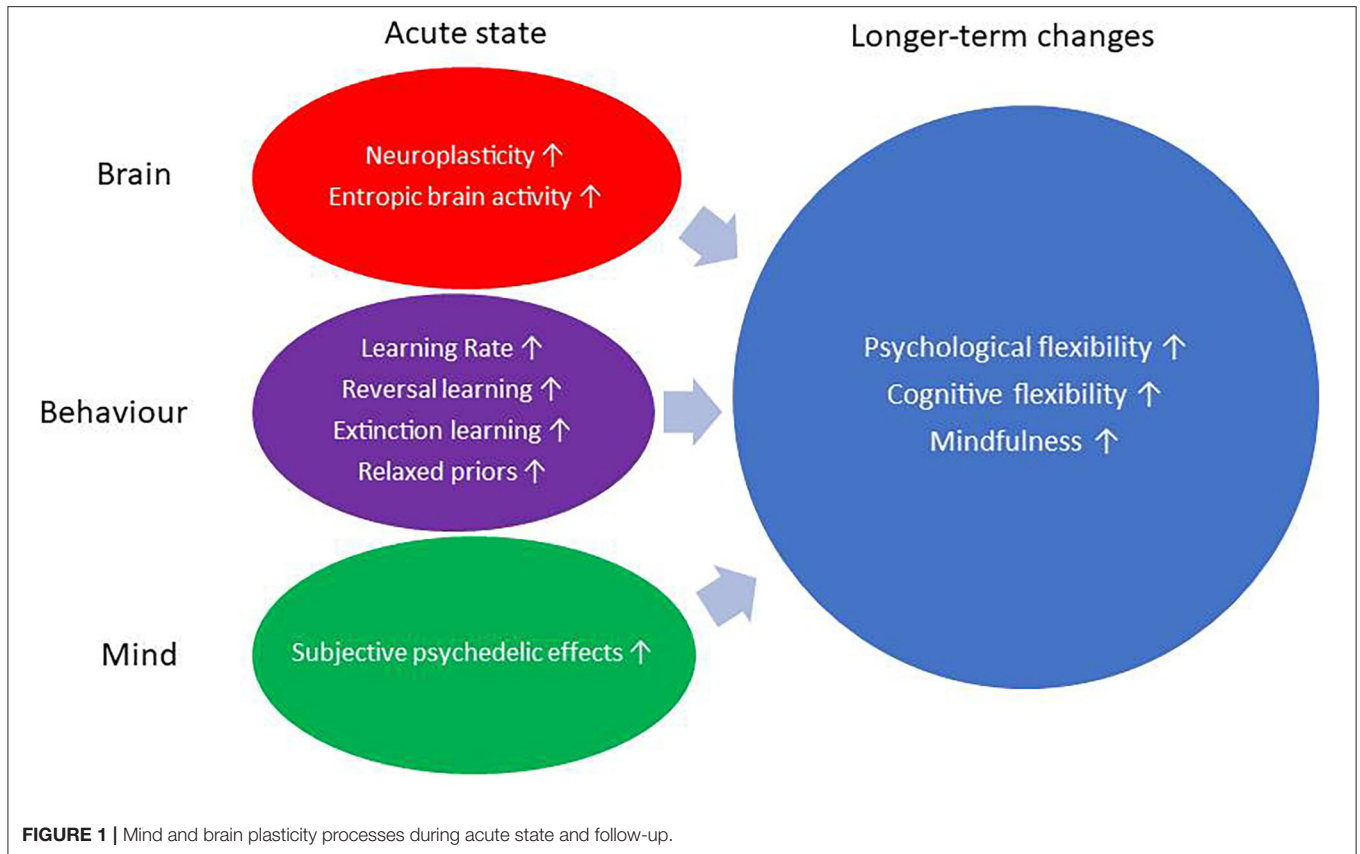 Acute state
Longer-term changes
Brain
Neuroplasticity ↑
Entropic brain activity ↑
Behaviour
Learning Rate ↑
Reversal learning ↑
Extinction learning ↑
Relaxed priors ↑
Mind
Subjective psychedelic effects ↑
Psychological flexibility ↑
Cognitive flexibility ↑
Mindfulness ↑
FIGURE 1 | Mind and brain plasticity processes during acute state and follow-up.